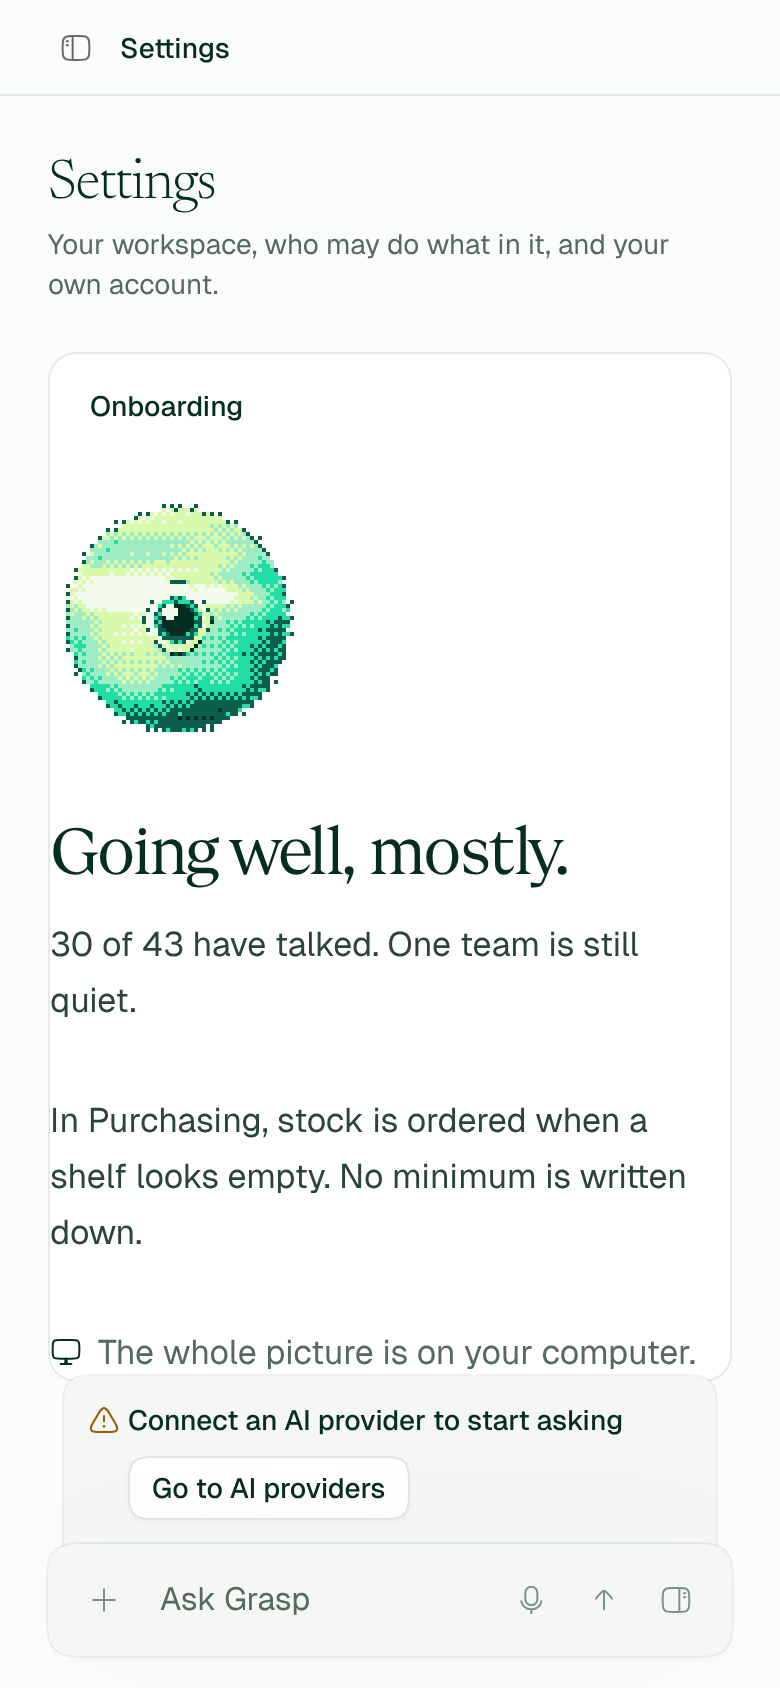 Settings
Settings
Your workspace, who may do what in it, and your
own account.
Onboarding
Going well, mostly.
30 of 43 have talked. One team is still
quiet.
In Purchasing, stock is ordered when a
shelf looks empty. No minimum is written
down.
The whole picture is on your computer.
Connect an AI provider to start asking
Go to AI providers
Ask Grasp